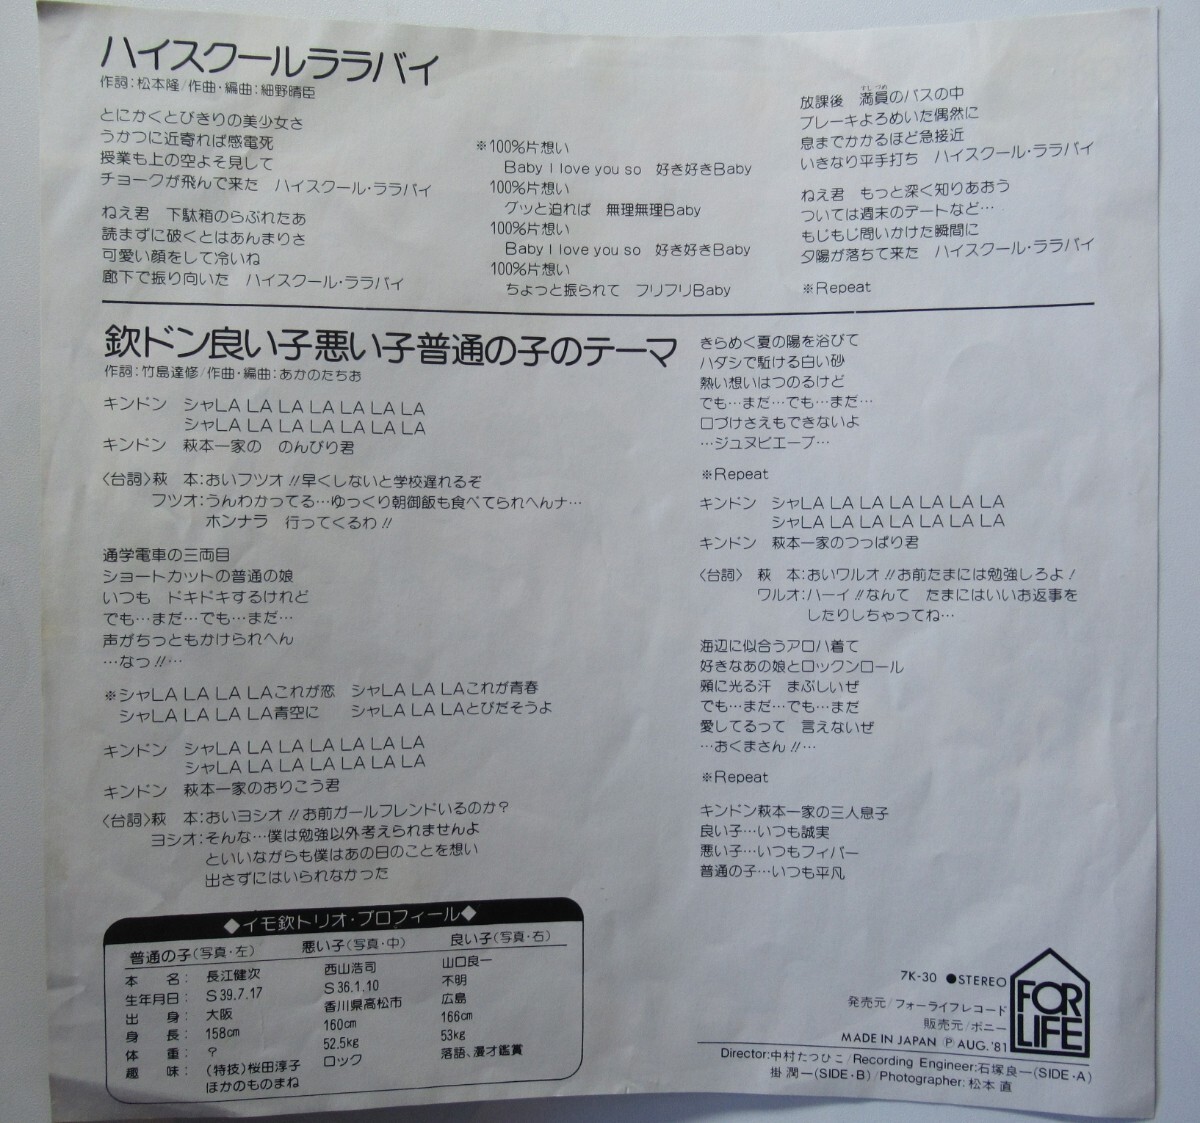 ハイスクールララバイ
作詞：松本隆/作曲・編曲：細野晴臣
とにかくとびきりの美少女さ
うかつに近寄れば感電死
授業も上の空よそ見して
チョークが飛んで来た　ハイスクール・ララバイ
ねえ君　下駄箱のらぶれたあ
読まずに破くとはあんまりさ
可愛い顔をして冷いね
廊下で振り向いた　ハイスクール・ララバイ
※100%片想い
Baby I love you so　好き好きBaby
100%片想い
グッと迫れば　無理無理Baby
100%片想い
Baby I love you so　好き好きBaby
100%片想い
ちょっと振られて　フリフリBaby
放課後　満員のバスの中
ブレーキよろめいた偶然に
息までかかるほど急接近
いきなり平手打ち　ハイスクール・ララバイ
ねえ君　もっと深く知りあおう
ついては週末のデートなど…
もじもじ問いかけた瞬間に
夕陽が落ちて来た　ハイスクール・ララバイ
※Repeat
欽ドン良い子悪い子普通の子のテーマ
作詞：竹島達修/作曲・編曲：あかのたちお
キンドン　シャLA LA LA LA LA LA LA
シャLA LA LA LA LA LA LA
キンドン　萩本一家の　のんびり君
〈台詞〉萩　本：おいフツオ!!早くしないと学校遅れるぞ
フツオ：うんわかってる…ゆっくり朝御飯も食べてられへんナ…
ホンナラ　行ってくるわ!!
通学電車の三両目
ショートカットの普通の娘
いつも　ドキドキするけれど
でも…まだ…でも…まだ…
声がちっともかけられへん
…なっ!!…
※シャLA LA LA LAこれが恋　シャLA LA LAこれが青春
シャLA LA LA LA青空に　シャLA LA LAとびだそうよ
キンドン　シャLA LA LA LA LA LA LA
シャLA LA LA LA LA LA LA
キンドン　萩本一家のおりこう君
〈台詞〉萩　本：おいヨシオ!!お前ガールフレンドいるのか?
ヨシオ：そんな…僕は勉強以外考えられませんよ
といいながらも僕はあの日のことを想い
出さずにはいられなかった
きらめく夏の陽を浴びて
ハダシで駈ける白い砂
熱い想いはつのるけど
でも…まだ…でも…まだ…
口づけさえもできないよ
…ジュヌビエーブ…
※Repeat
キンドン　シャLA LA LA LA LA LA LA
シャLA LA LA LA LA LA LA
キンドン　萩本一家のつっぱり君
〈台詞〉　萩　本：おいワルオ!!お前たまには勉強しろよ!
ワルオ：ハーイ!!なんて　たまにはいいお返事を
したりしちゃってね…
海辺に似合うアロハ着て
好きなあの娘とロックンロール
頬に光る汗　まぶしいぜ
でも…まだ…でも…まだ
愛してるって　言えないぜ
…おくまさん!!…
※Repeat
キンドン萩本一家の三人息子
良い子…いつも誠実
悪い子…いつもフィバー
普通の子…いつも平凡
◆イモ欽トリオ・プロフィール◆
普通の子(写真・左)　悪い子(写真・中)　良い子(写真・右)
本　名：　長江健次　西山浩司　山口良一
生年月日：　S39.7.17　S36.1.10　不明
出　身：　大阪　香川県高松市　広島
身　長：　158cm　160cm　166cm
体　重：　?　52.5kg　53kg
趣　味：　(特技)桜田淳子　ロック　落語、漫才鑑賞
ほかのものまね
7K-30　●STEREO
発売元/フォーライフレコード
販売元/ポニー
MADE IN JAPAN Ⓟ AUG.'81
FOR
LIFE
Director：中村たつひこ/Recording Engineer：石塚良一(SIDE・A)
掛 潤一(SIDE・B)/Photographer：松本 直